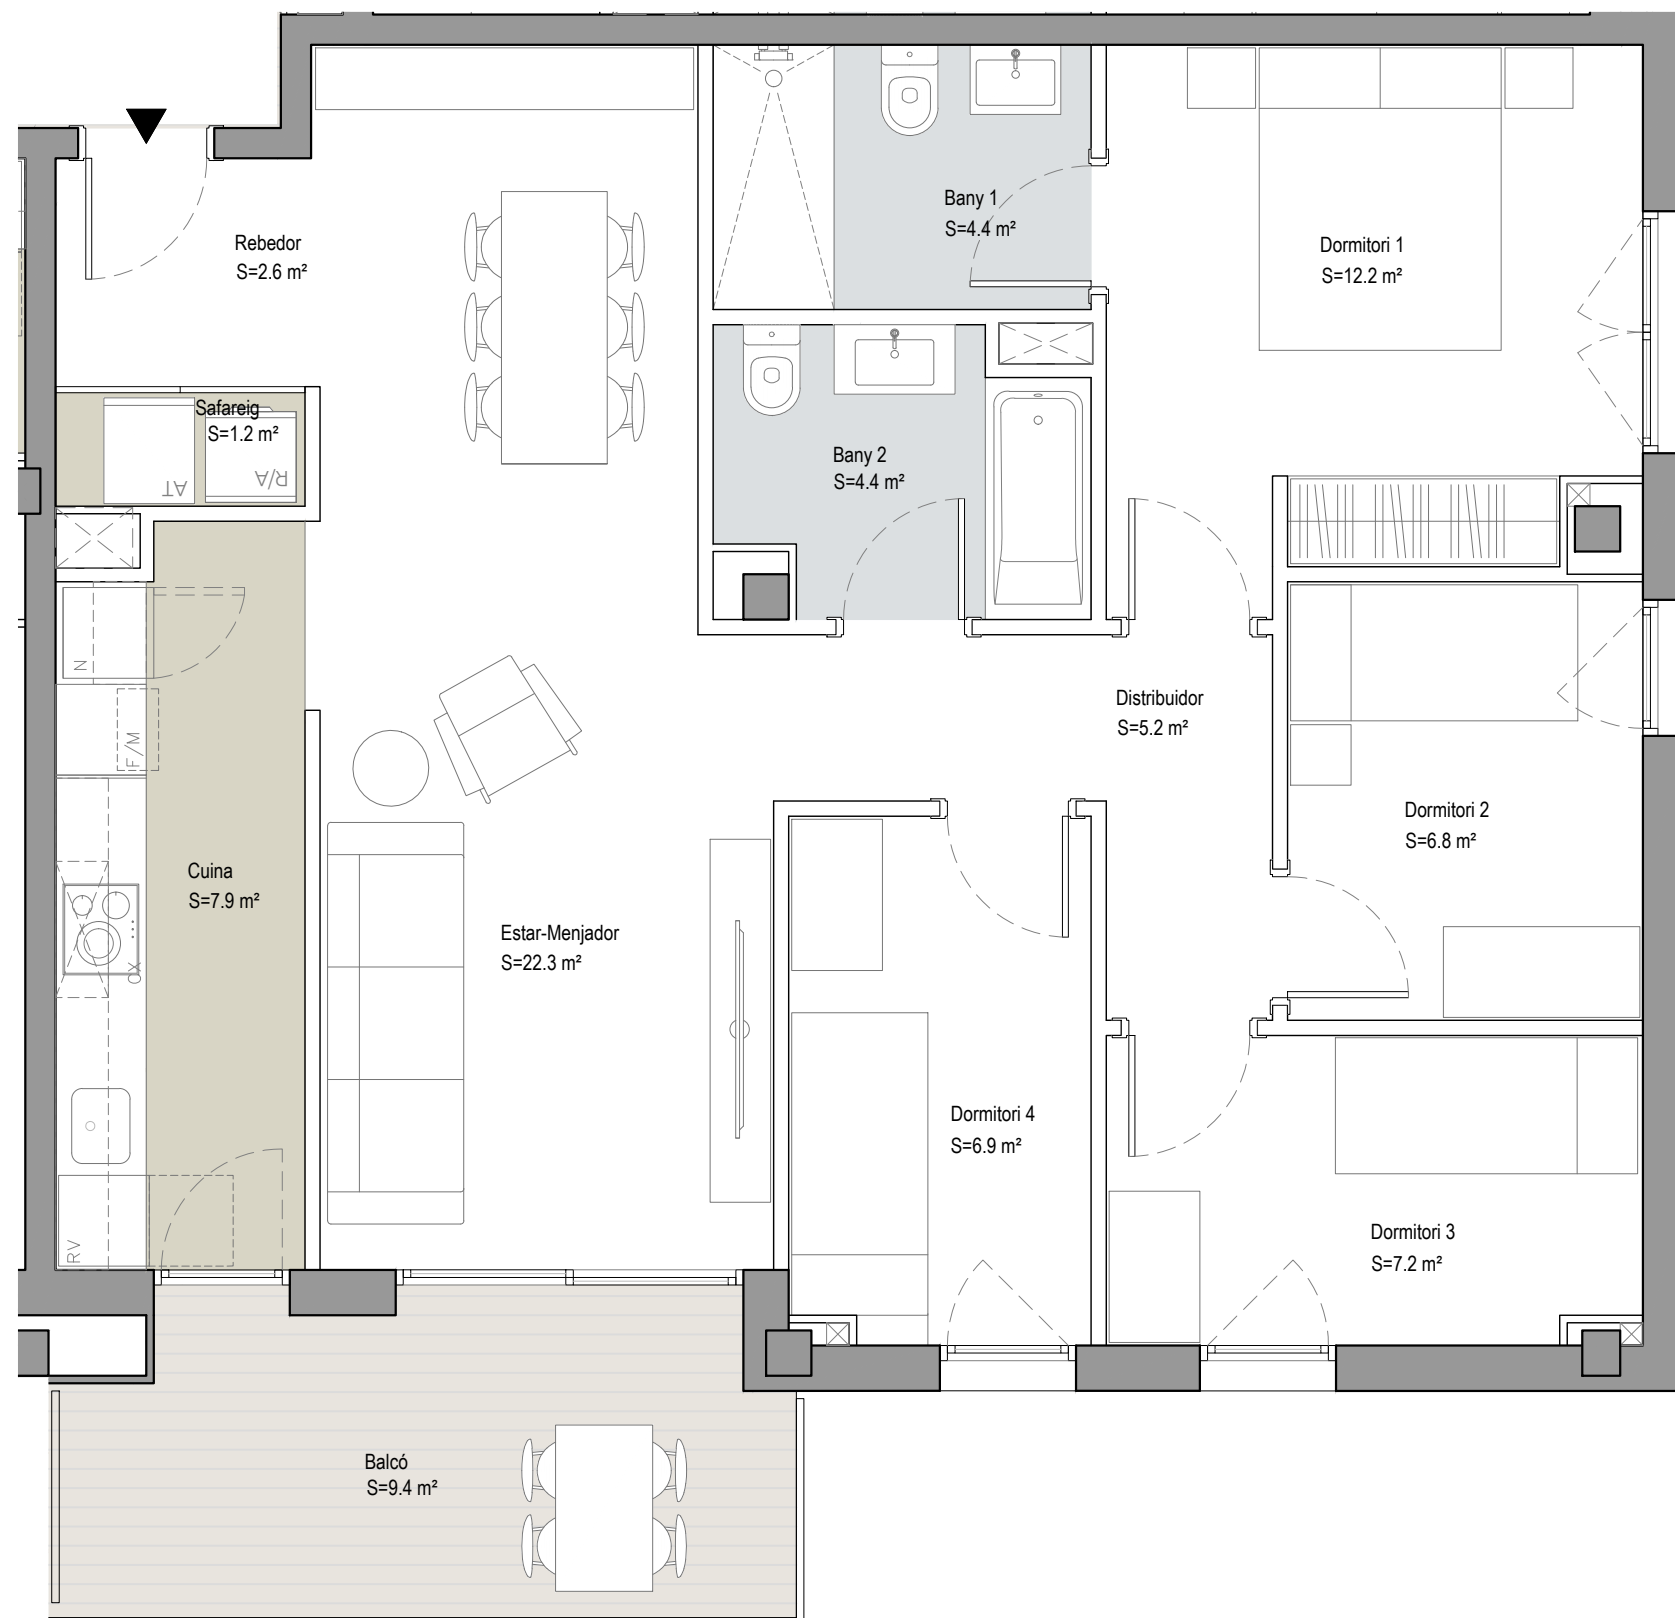 Bany 1
S=4.4 m²
Rebedor
S=2.6 m²
Dormitori 1
S=12.2 m²
Safareig
S=1.2 m²
AT
R/A
Bany 2
S=4.4 m²
N
F/M
Distribuidor
S=5.2 m²
Dormitori 2
S=6.8 m²
Cuina
S=7.9 m²
Estar-Menjador
S=22.3 m²
OX
Dormitori 4
S=6.9 m²
Dormitori 3
S=7.2 m²
RV
Balcó
S=9.4 m²